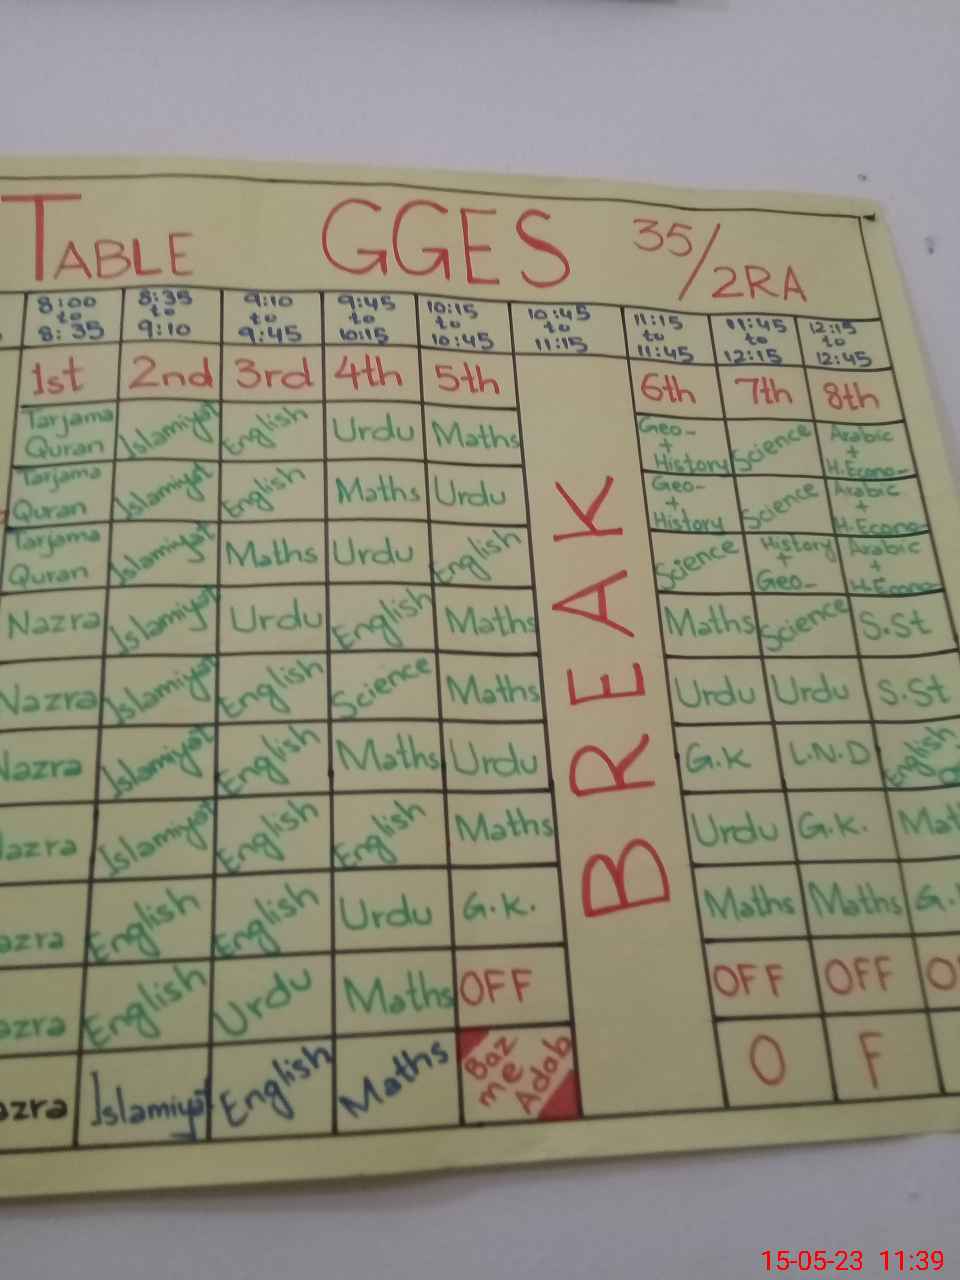 TABLE GGES 35/2RA
8:00 to 8:35 8:35 to 9:10 9:10 to 9:45 9:45 to 10:15 10:15 to 10:45 10:45 to 11:15 11:15 to 11:45 11:45 to 12:15 12:15 to 12:45
1st 2nd 3rd 4th 5th BREAK 6th 7th 8th
Tarjama Quran Islamiyat English Urdu Maths Geo- + History Science Arabic + H.Econo-
Tarjama Quran Islamiyat English Maths Urdu Geo- + History Science Arabic + H.Econo-
Tarjama Quran Islamiyat Maths Urdu English Science History + Geo- Arabic + H.Econo-
Nazra Islamiyat Urdu English Maths Maths Science S.St
Nazra Islamiyat English Science Maths Urdu Urdu S.St
Nazra Islamiyat English Maths Urdu G.K L.N.D English
azra Islamiyat English English Maths Urdu G.K. Mat
azra English English Urdu G.K. Maths Maths G.
azra English Urdu Maths OFF OFF OFF O
azra Islamiyat English Maths Baz me Adab O F
15-05-23 11:39